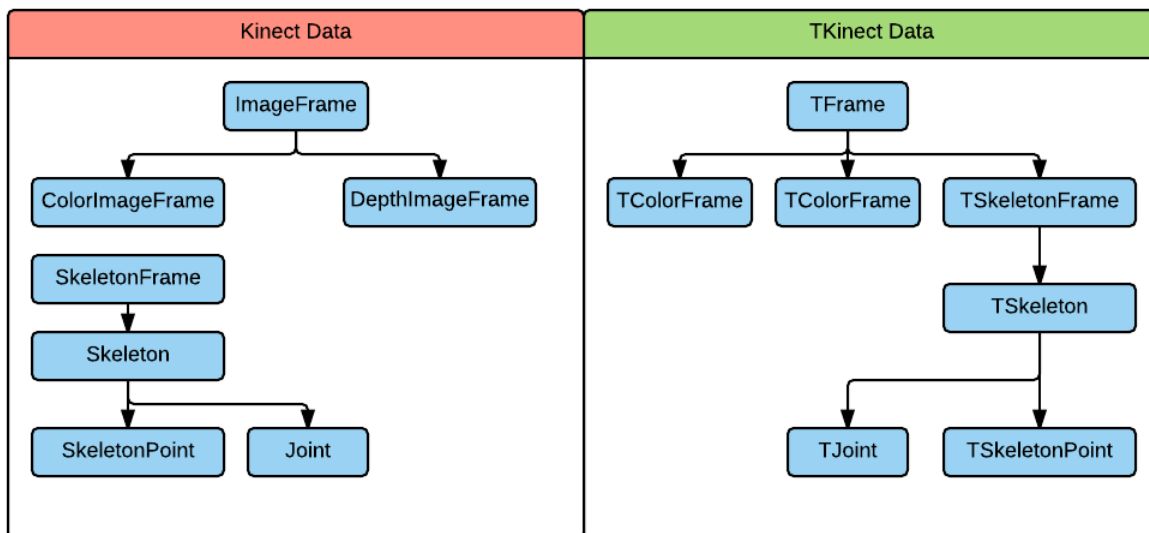 Kinect Data
ImageFrame
ColorImageFrame
DepthImageFrame
SkeletonFrame
Skeleton
SkeletonPoint
Joint
TKinect Data
TFrame
TColorFrame
TColorFrame
TSkeletonFrame
TSkeleton
TJoint
TSkeletonPoint